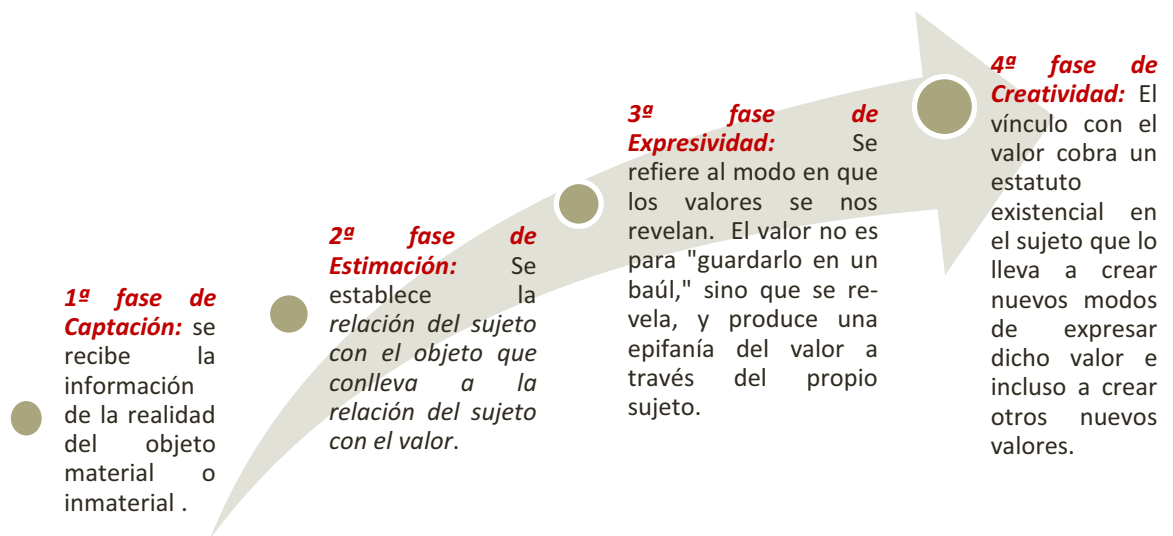 1ª fase de
Captación: se
recibe la
información
de la realidad
del objeto
material o
inmaterial .
2ª fase de
Estimación: Se
establece la
relación del sujeto
con el objeto que
conlleva a la
relación del sujeto
con el valor.
3ª fase de
Expresividad: Se
refiere al modo en que
los valores se nos
revelan. El valor no es
para "guardarlo en un
baúl," sino que se re-
vela, y produce una
epifanía del valor a
través del propio
sujeto.
4ª fase de
Creatividad: El
vínculo con el
valor cobra un
estatuto
existencial en
el sujeto que lo
lleva a crear
nuevos modos
de expresar
dicho valor e
incluso a crear
otros nuevos
valores.